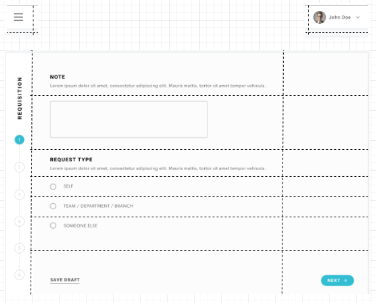 John Doe
REQUISITION
NOTE
Lorem ipsum dolor sit amet, consectetur adipiscing elit. Mauris mattis, tortor sit amet tempor vehicula.
1
REQUEST TYPE
Lorem ipsum dolor sit amet, consectetur adipiscing elit. Mauris mattis, tortor sit amet tempor vehicula.
SELF
TEAM / DEPARTMENT / BRANCH
SOMEONE ELSE
SAVE DRAFT
NEXT